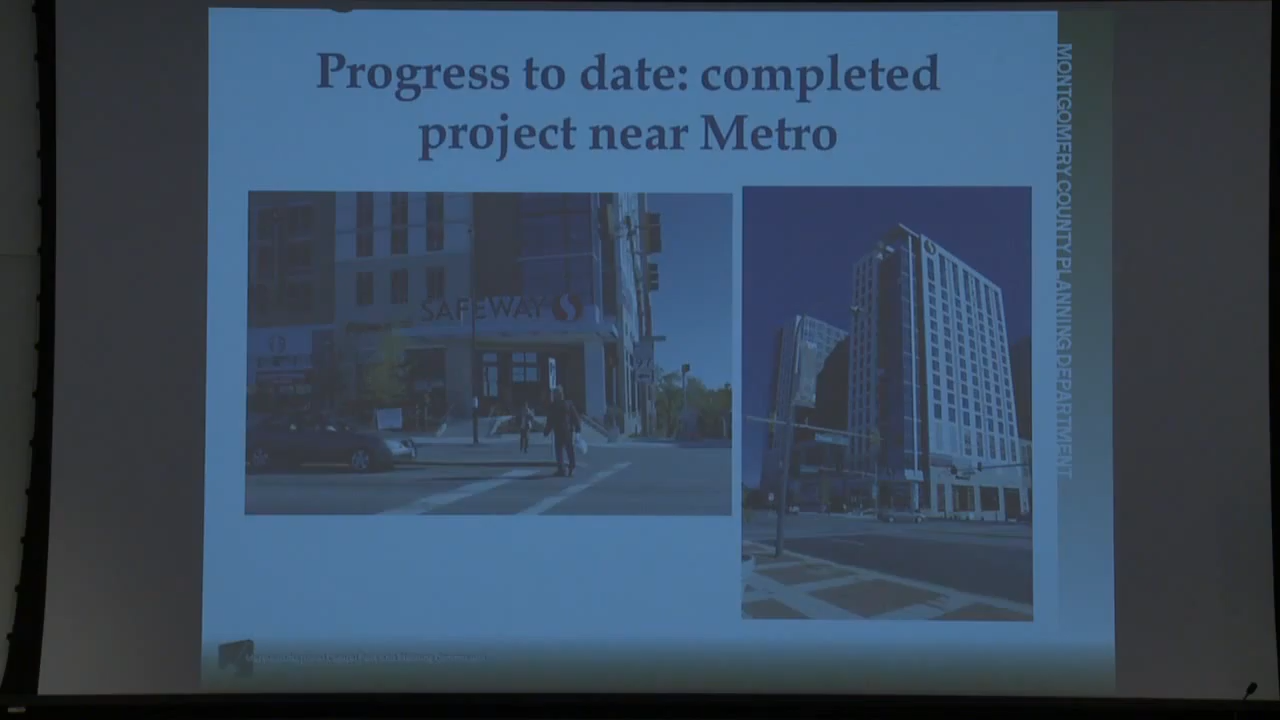 Progress to date: completed
project near Metro
SAFEWAY
MONTGOMERY COUNTY PLANNING DEPARTMENT